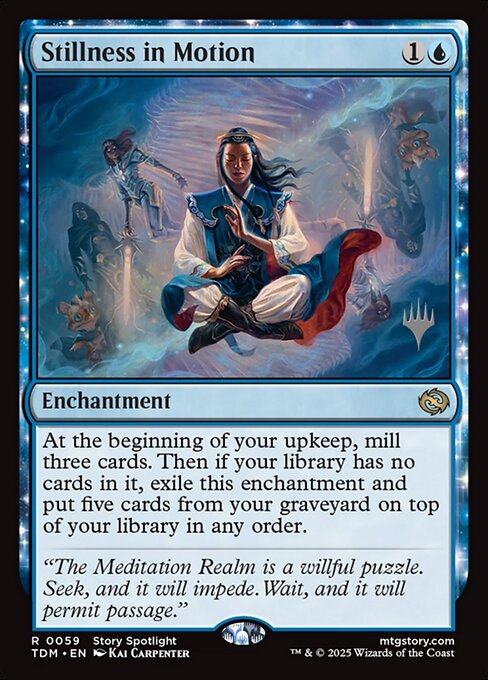 Stillness in Motion 1
Enchantment
At the beginning of your upkeep, mill
three cards. Then if your library has no
cards in it, exile this enchantment and
put five cards from your graveyard on top
of your library in any order.
“The Meditation Realm is a willful puzzle.
Seek, and it will impede. Wait, and it will
permit passage.”
R 0059 Story Spotlight mtgstory.com
TDM • EN Kai Carpenter ™ & © 2025 Wizards of the Coast